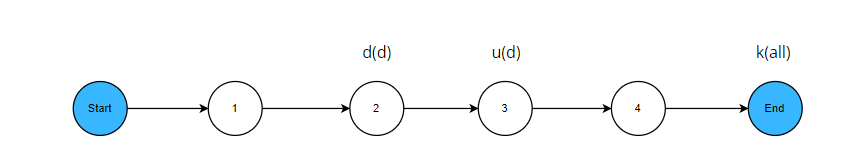 d(d) u(d) k(all)
Start 1 2 3 4 End